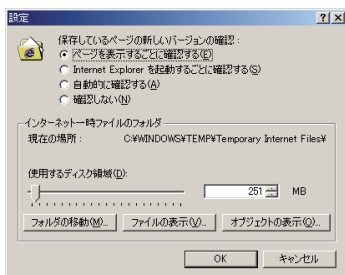 設定
保存しているページの新しいバージョンの確認:
ページを表示するごとに確認する(E)
Internet Explorer を起動するごとに確認する(S)
自動的に確認する(A)
確認しない(N)
インターネット一時ファイルのフォルダ
現在の場所: C:¥WINDOWS¥TEMP¥Temporary Internet Files¥
使用するディスク領域(D):
251 MB
フォルダの移動(M)... ファイルの表示(V)... オブジェクトの表示(O)...
OK キャンセル